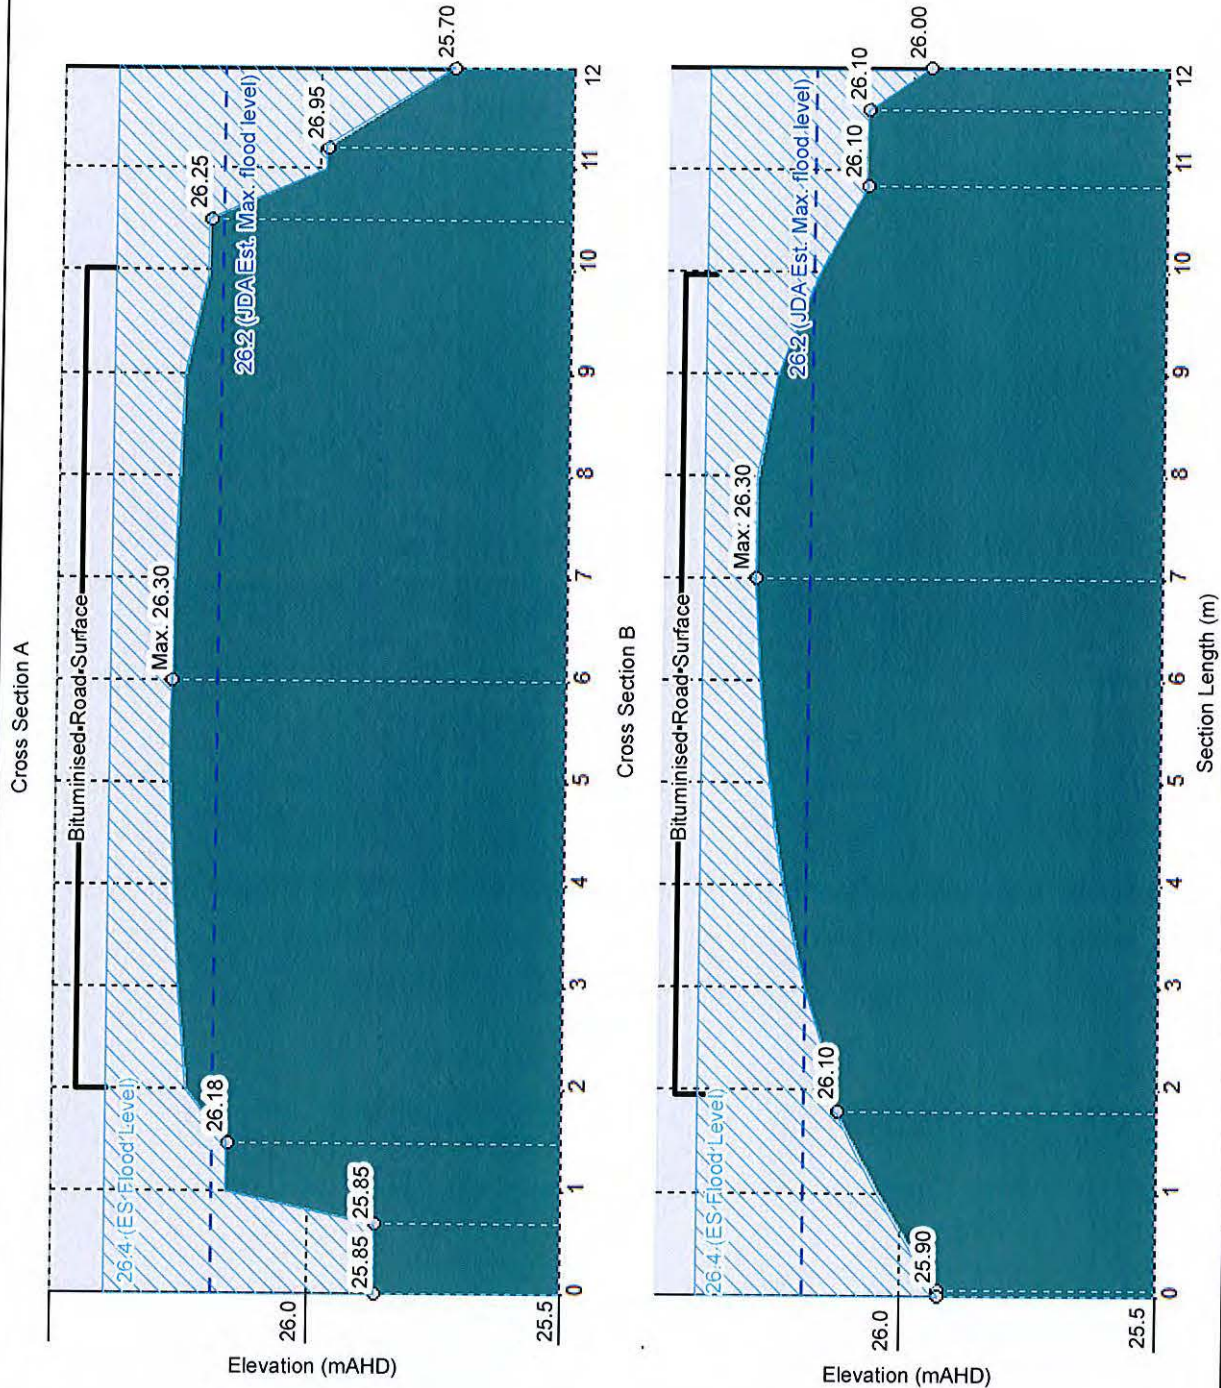 Cross Section A
Bituminised Road Surface
26.4 (ES Flood Level)
26.2 (JDA Est. Max. flood level)
Max. 26.30
25.85
25.85
26.18
26.25
26.95
25.70
Elevation (mAHD)
26.0
25.5
0 1 2 3 4 5 6 7 8 9 10 11 12
Cross Section B
Bituminised Road Surface
26.4 (ES Flood Level)
26.2 (JDA Est. Max. flood level)
Max: 26.30
25.90
26.10
26.10
26.10
26.00
Elevation (mAHD)
26.0
25.5
0 1 2 3 4 5 6 7 8 9 10 11 12
Section Length (m)